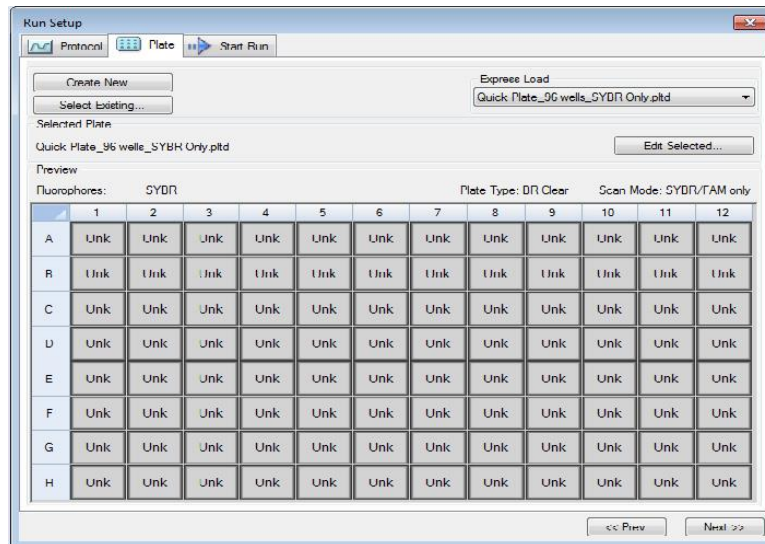 Run Setup
Protocol Plate Start Run
Create New
Select Existing...
Express Load
Quick Plate_96 wells_SYBR Only.pltd
Selected Plate
Quick Plate_96 wells_SYBR Only.pltd
Edit Selected...
Preview
Fluorophores: SYBR Plate Type: BR Clear Scan Mode: SYBR/FAM only
1 2 3 4 5 6 7 8 9 10 11 12
A Unk Unk Unk Unk Unk Unk Unk Unk Unk Unk Unk Unk
B Unk Unk Unk Unk Unk Unk Unk Unk Unk Unk Unk Unk
C Unk Unk Unk Unk Unk Unk Unk Unk Unk Unk Unk Unk
D Unk Unk Unk Unk Unk Unk Unk Unk Unk Unk Unk Unk
E Unk Unk Unk Unk Unk Unk Unk Unk Unk Unk Unk Unk
F Unk Unk Unk Unk Unk Unk Unk Unk Unk Unk Unk Unk
G Unk Unk Unk Unk Unk Unk Unk Unk Unk Unk Unk Unk
H Unk Unk Unk Unk Unk Unk Unk Unk Unk Unk Unk Unk
<< Prev Next >>